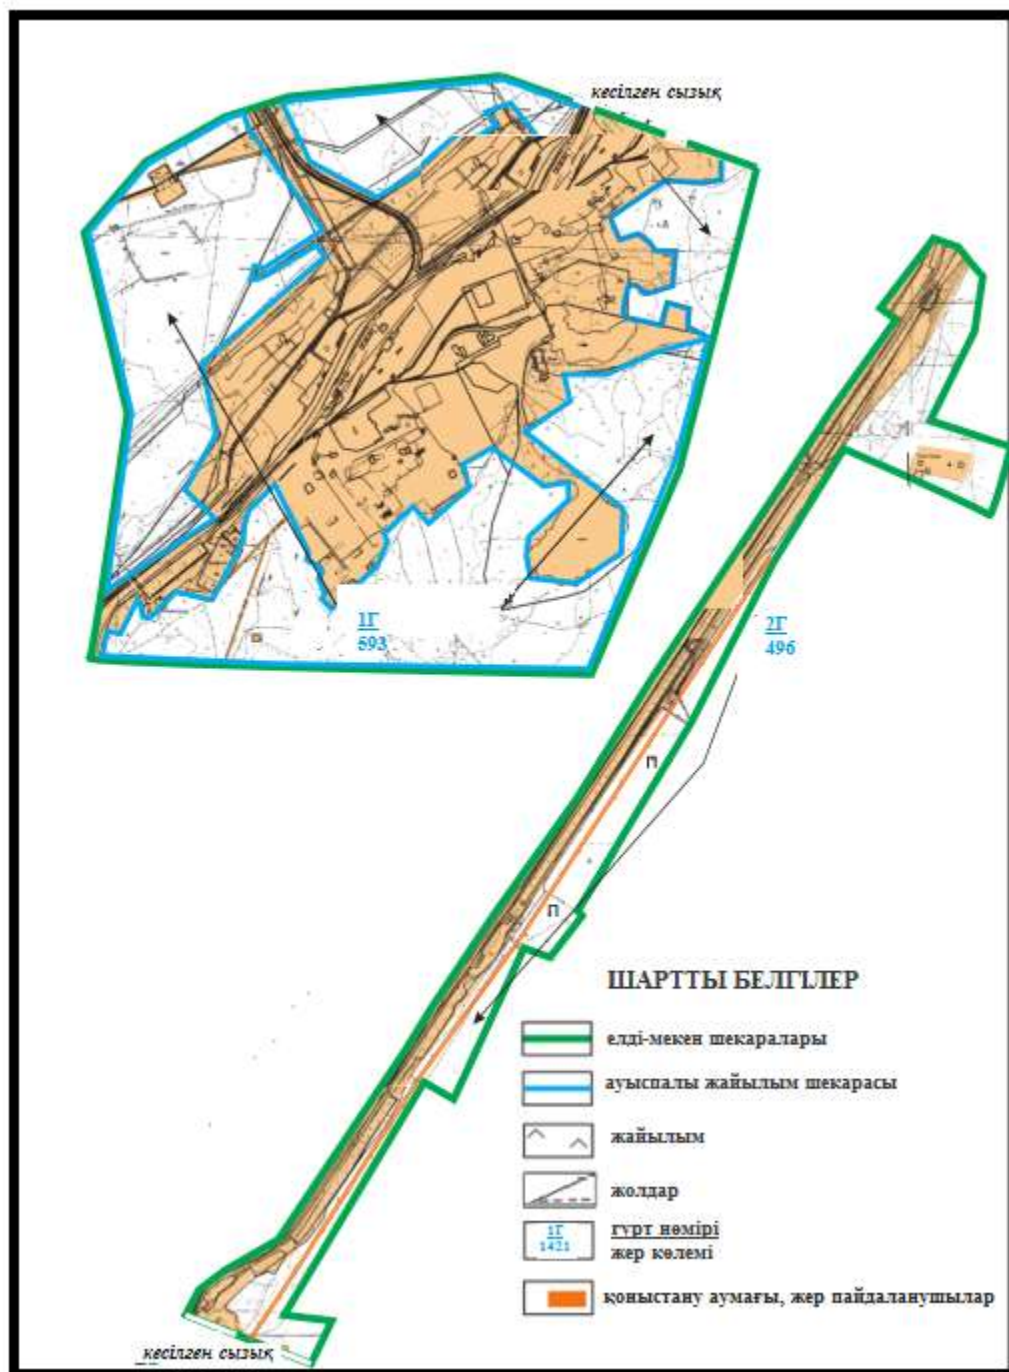 кесілген сызық
1Г
593
2Г
496
П
П
ШАРТТЫ БЕЛГІЛЕР
елді-мекен шекаралары
ауыспалы жайылым шекарасы
жайылым
жолдар
1Г
1421
гурт нөмірі
жер көлемі
қоныстану аумағы, жер пайдаланушылар
кесілген сызық